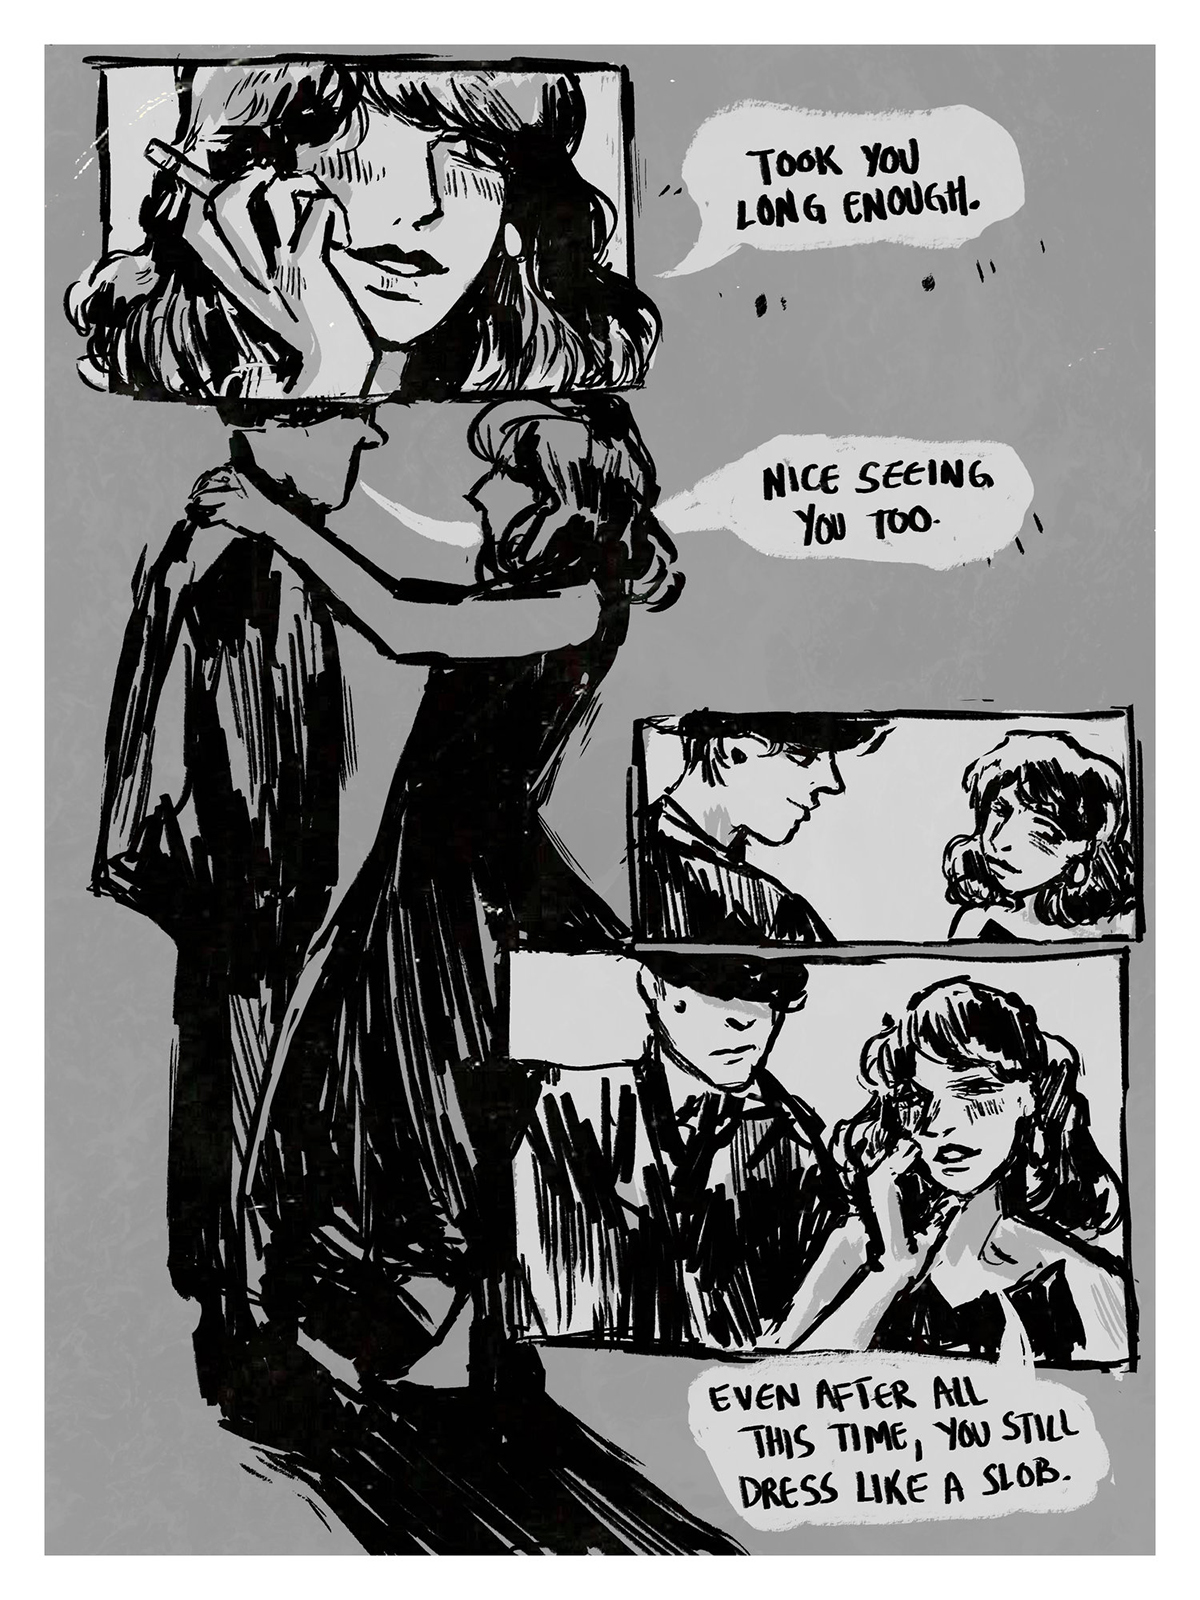 TOOK YOU
LONG ENOUGH.
NICE SEEING
YOU TOO.
EVEN AFTER ALL
THIS TIME, YOU STILL
DRESS LIKE A SLOB.